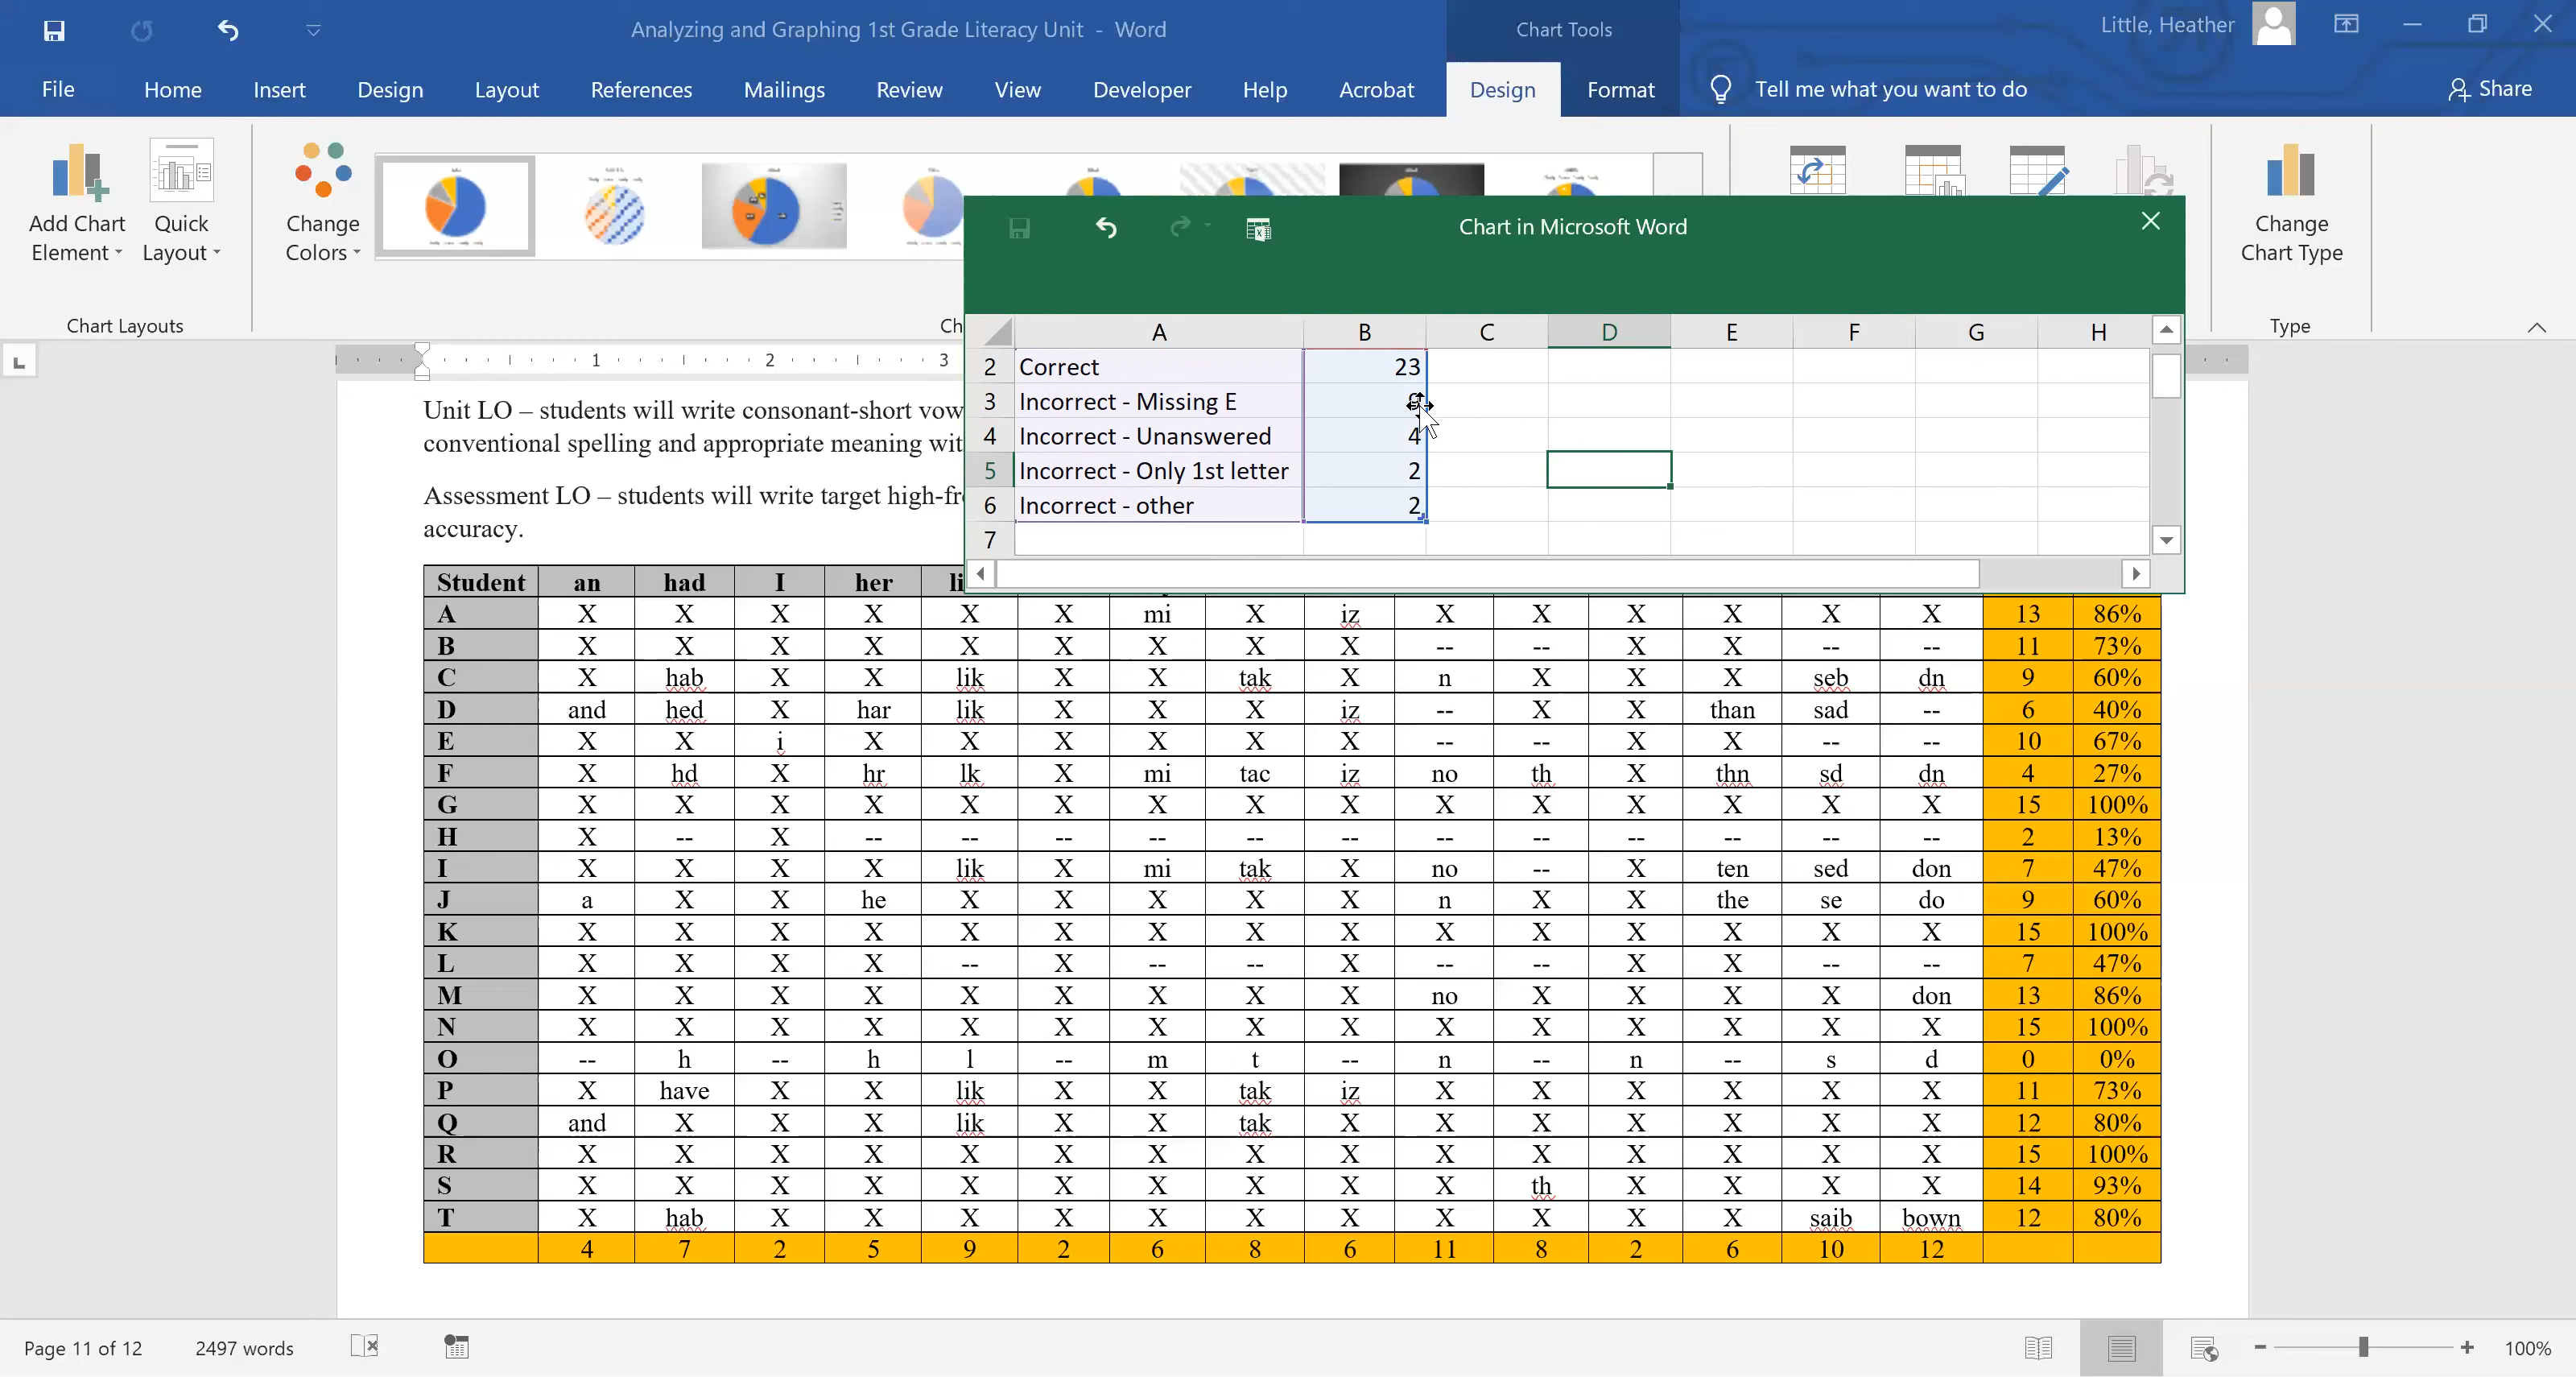 Analyzing and Graphing 1st Grade Literacy Unit - Word
Chart Tools
Little, Heather
File Home Insert Design Layout References Mailings Review View Developer Help Acrobat Design Format Tell me what you want to do Share
Add Chart Element
Quick Layout
Change Colors
Change Chart Type
Chart Layouts
Ch
Type
Chart in Microsoft Word
A B C D E F G H
2 Correct 23
3 Incorrect - Missing E
4 Incorrect - Unanswered 4
5 Incorrect - Only 1st letter 2
6 Incorrect - other 2
7
1 2 3
Unit LO – students will write consonant-short vow
conventional spelling and appropriate meaning wit
Assessment LO – students will write target high-fr
accuracy.
Student an had I her li
A X X X X X X mi X iz X X X X X X 13 86%
B X X X X X X X X X -- -- X X -- -- 11 73%
C X hab X X lik X X tak X n X X X seb dn 9 60%
D and hed X har lik X X X iz -- X X than sad -- 6 40%
E X X i X X X X X X -- -- X X -- -- 10 67%
F X hd X hr lk X mi tac iz no th X thn sd dn 4 27%
G X X X X X X X X X X X X X X X 15 100%
H X -- X -- -- -- -- -- -- -- -- -- -- -- -- 2 13%
I X X X X lik X mi tak X no -- X ten sed don 7 47%
J a X X he X X X X X n X X the se do 9 60%
K X X X X X X X X X X X X X X X 15 100%
L X X X X -- X -- -- X -- -- X X -- -- 7 47%
M X X X X X X X X X no X X X X don 13 86%
N X X X X X X X X X X X X X X X 15 100%
O -- h -- h l -- m t -- n -- n -- s d 0 0%
P X have X X lik X X tak iz X X X X X X 11 73%
Q and X X X lik X X tak X X X X X X X 12 80%
R X X X X X X X X X X X X X X X 15 100%
S X X X X X X X X X X th X X X X 14 93%
T X hab X X X X X X X X X X X saib bown 12 80%
4 7 2 5 9 2 6 8 6 11 8 2 6 10 12
Page 11 of 12 2497 words 100%